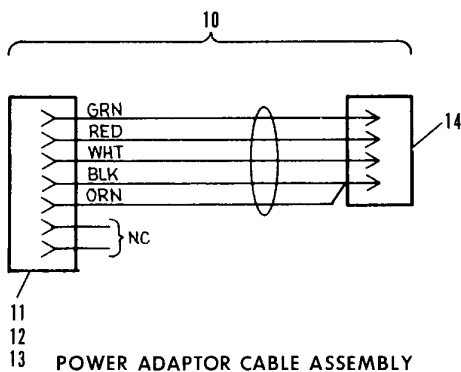 10
GRN
RED
WHT
BLK
ORN
NC
14
11
12
13
POWER ADAPTOR CABLE ASSEMBLY